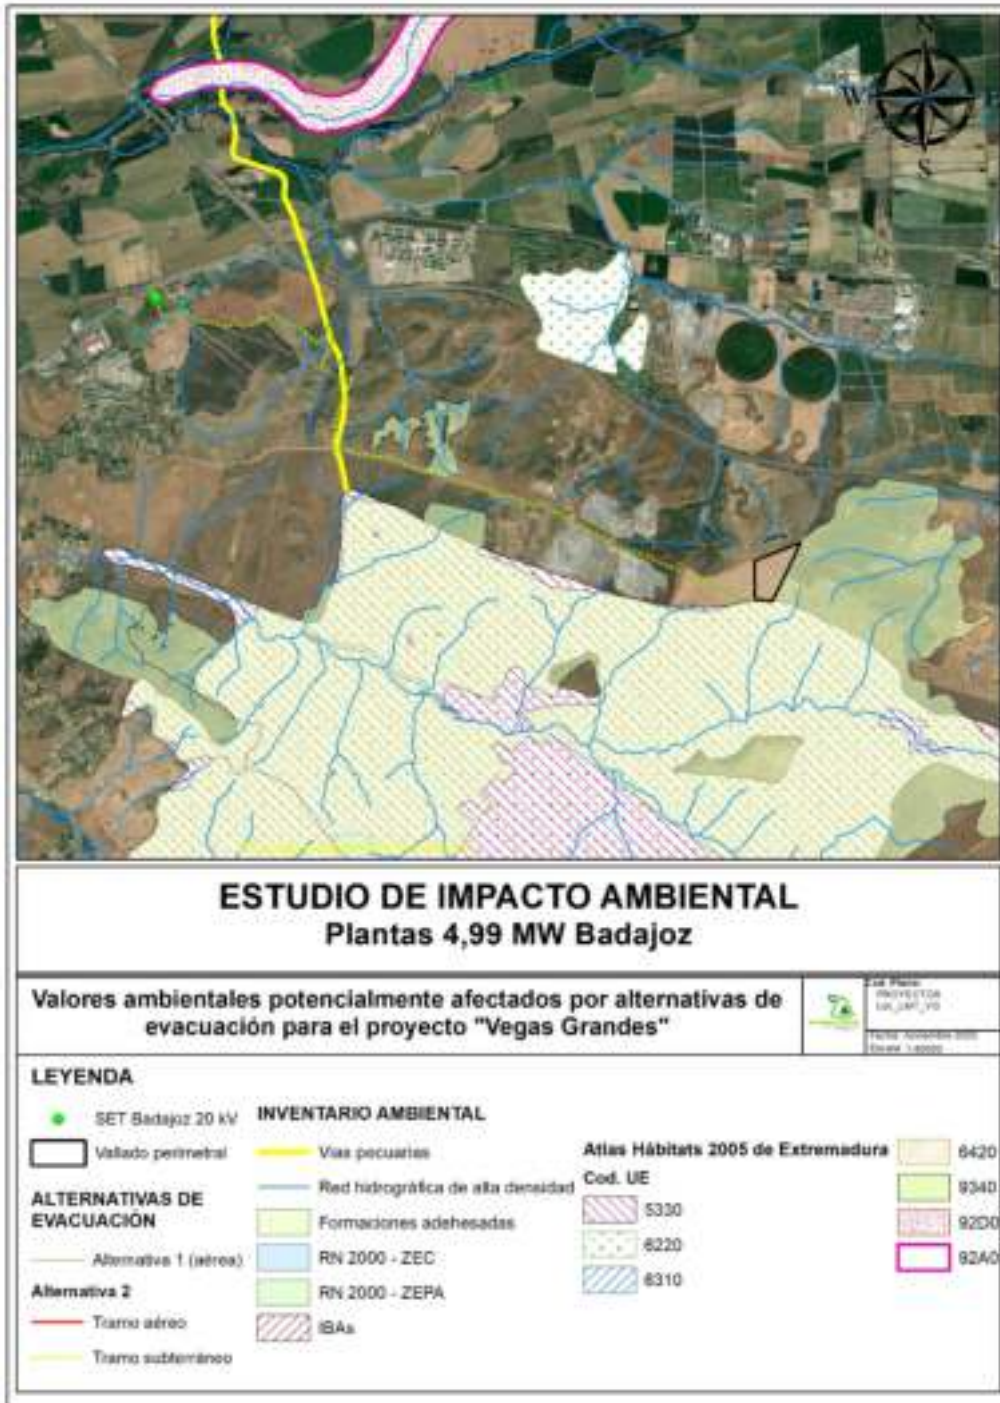 N
W
S
ESTUDIO DE IMPACTO AMBIENTAL
Plantas 4,99 MW Badajoz
Valores ambientales potencialmente afectados por alternativas de
evacuación para el proyecto "Vegas Grandes"
LEYENDA
SET Badajoz 20 kV
Vallado perimetral
ALTERNATIVAS DE
EVACUACIÓN
Alternativa 1 (aérea)
Alternativa 2
Tramo aéreo
Tramo subterráneo
INVENTARIO AMBIENTAL
Vías pecuarias
Red hidrográfica de alta densidad
Formaciones adehesadas
RN 2000 - ZEC
RN 2000 - ZEPA
IBAs
Atlas Hábitats 2005 de Extremadura
Cod. UE
5330
6220
6310
6420
9340
92D0
92A0